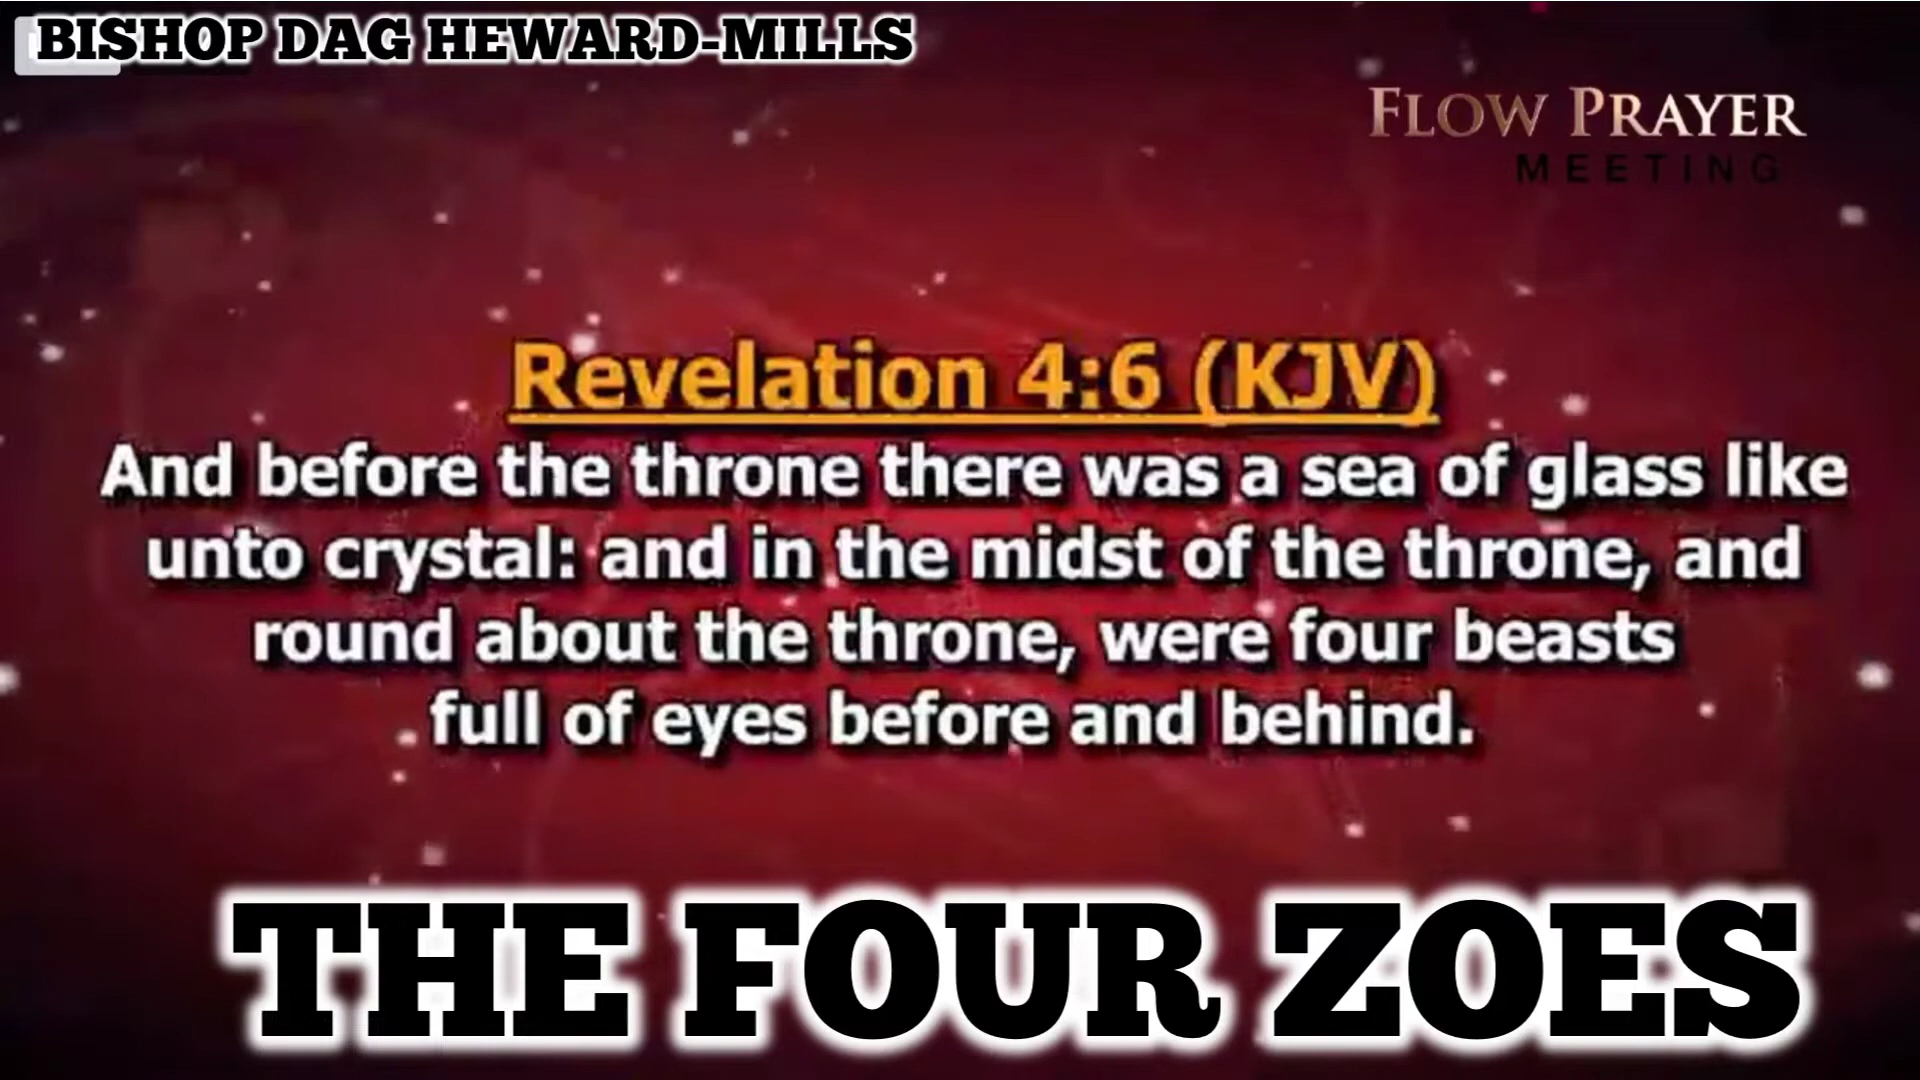 BISHOP DAG HEWARD-MILLS
FLOW PRAYER
MEETING
Revelation 4:6 (KJV)
And before the throne there was a sea of glass like
unto crystal: and in the midst of the throne, and
round about the throne, were four beasts
full of eyes before and behind.
THE FOUR ZOES